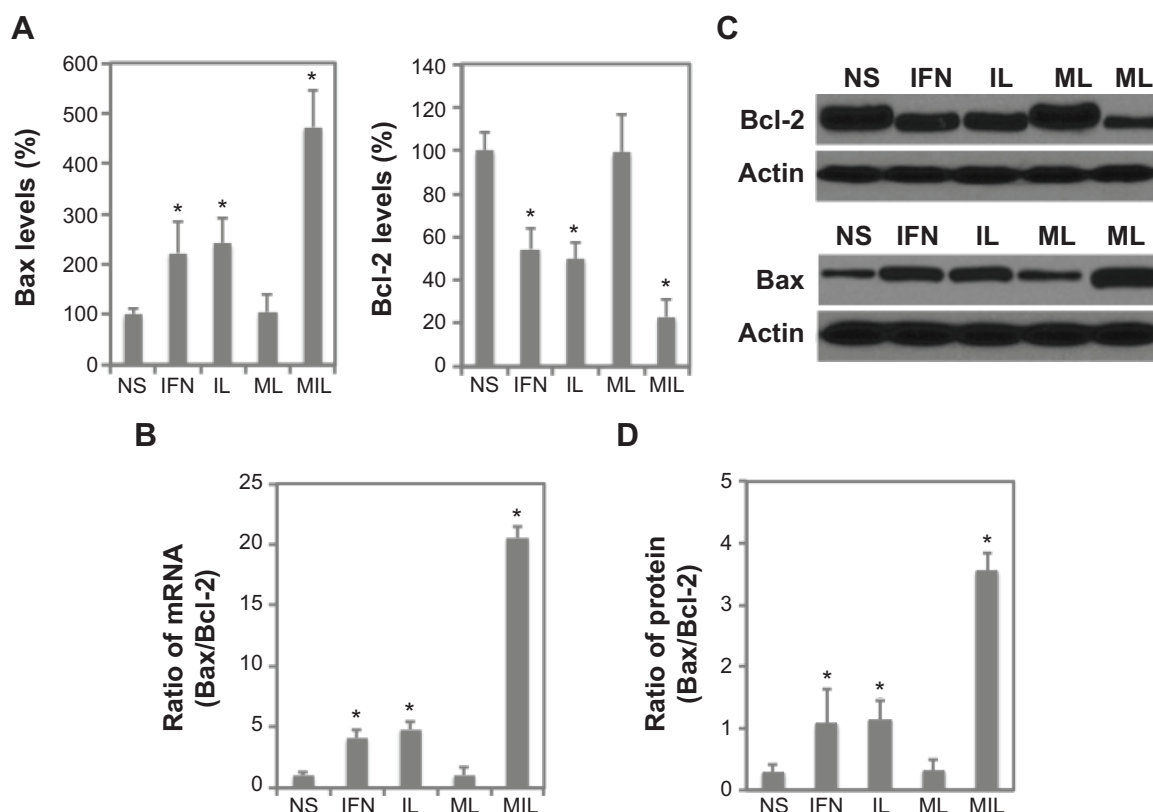 A
Bax levels (%)
600
500
400
300
200
100
0
*
*
*
NS IFN IL ML MIL
Bcl-2 levels (%)
140
120
100
80
60
40
20
0
*
*
*
NS IFN IL ML MIL
C
NS IFN IL ML ML
Bcl-2
Actin
NS IFN IL ML ML
Bax
Actin
B
Ratio of mRNA
(Bax/Bcl-2)
25
20
15
10
5
0
*
*
*
NS IFN IL ML MIL
D
Ratio of protein
(Bax/Bcl-2)
5
4
3
2
1
0
*
*
*
NS IFN IL ML MIL